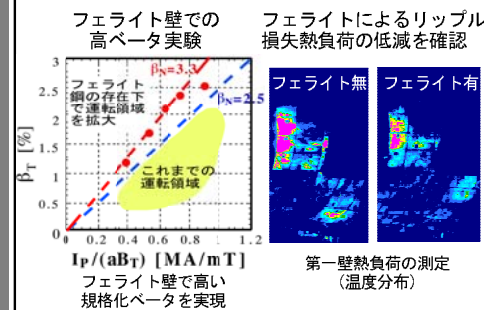 フェライト壁での
高ベータ実験
β
3
2.5
2
1.5
1
0.5
0
β_T [%]
フェライト
鋼の存在下
で運転領域
を拡大
β_N=3.3
β_N=2.5
これまでの
運転領域
0 0.2 0.4 0.6 0.8 1 1.2
I_P/(aB_T) [MA/mT]
フェライト壁で高い
規格化ベータを実現
フェライトによるリップル
損失熱負荷の低減を確認
フェライト無
フェライト有
第一壁熱負荷の測定
(温度分布)